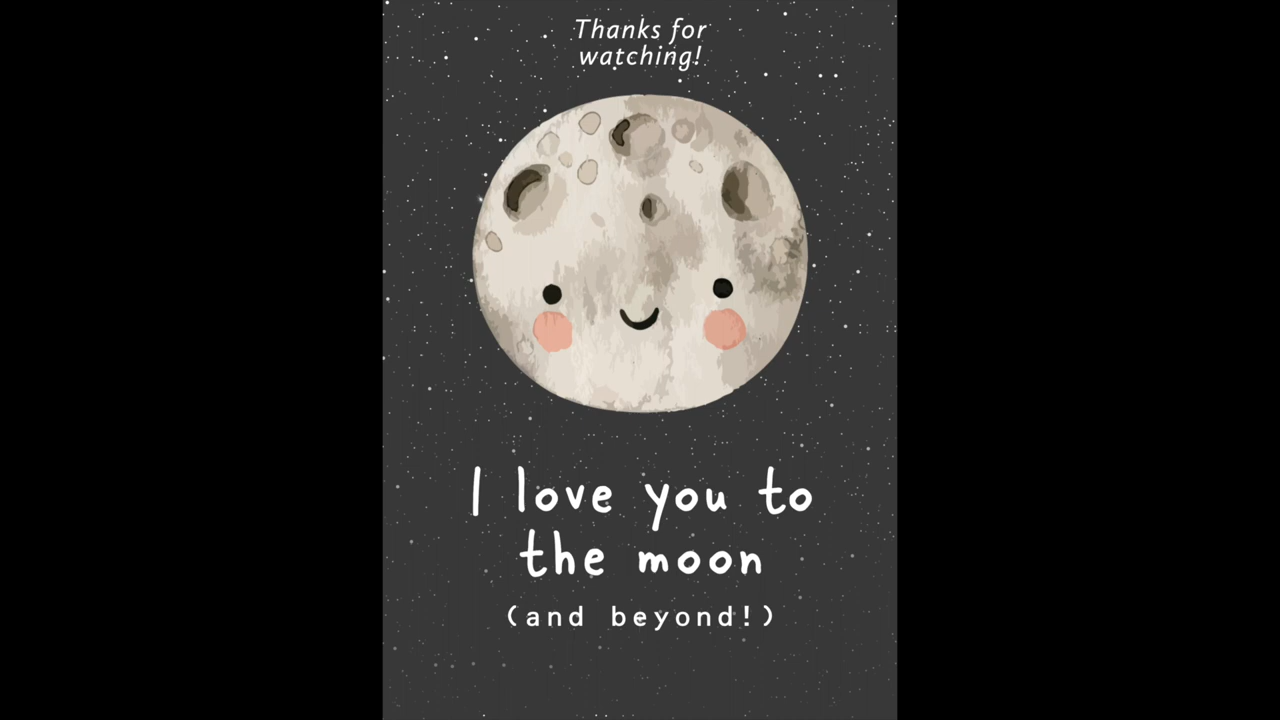 Thanks for
watching!
I love you to
the moon
(and beyond!)